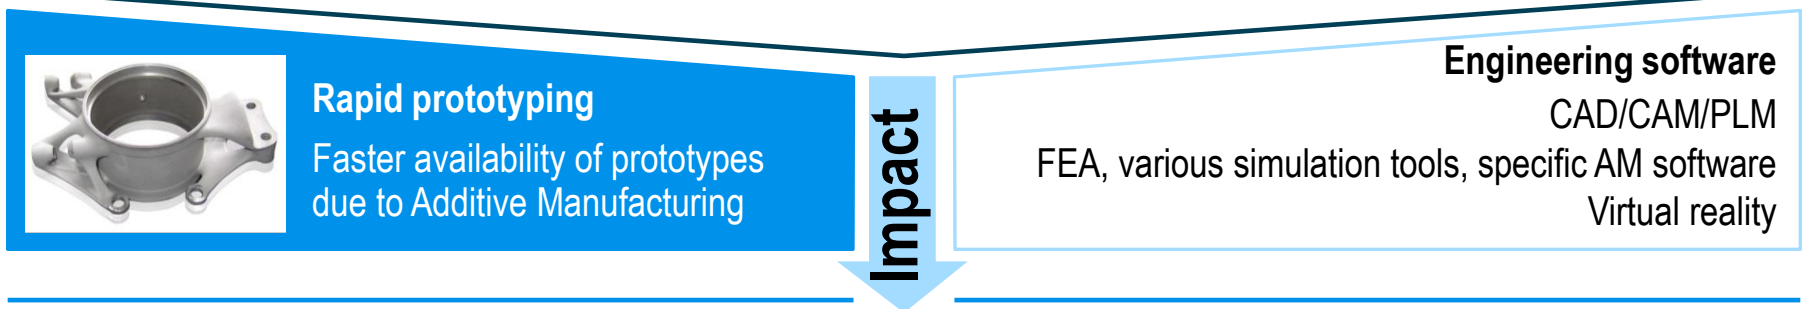 Rapid prototyping
Faster availability of prototypes
due to Additive Manufacturing
Impact
Engineering software
CAD/CAM/PLM
FEA, various simulation tools, specific AM software
Virtual reality